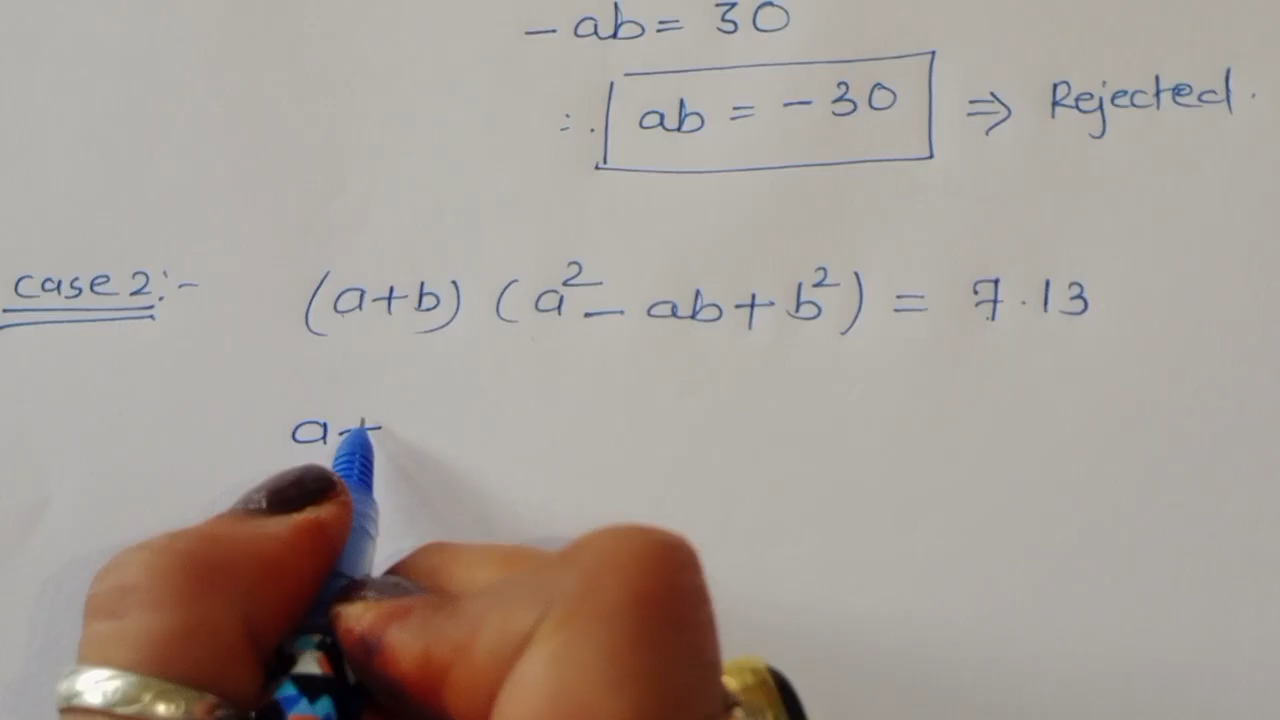 - ab = 30
∴ ab = - 30 ⇒ Rejected.
case 2:- (a+b) (a² - ab + b²) = 7.13
a +